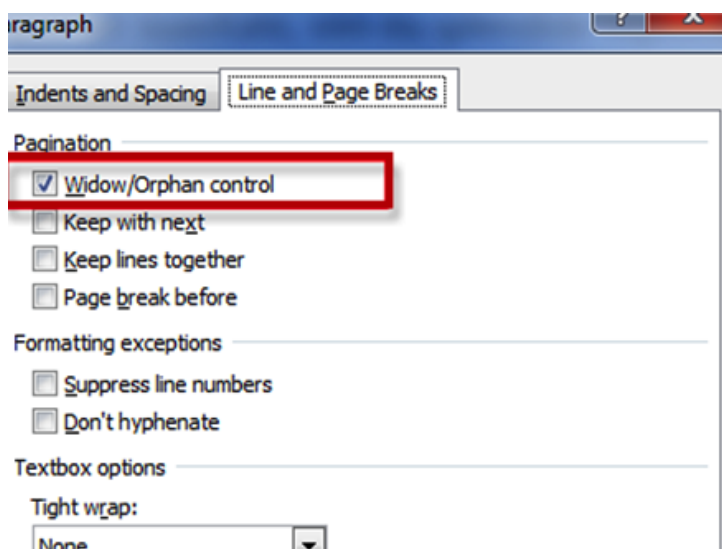 ragraph
Indents and Spacing Line and Page Breaks
Pagination
Widow/Orphan control
Keep with next
Keep lines together
Page break before
Formatting exceptions
Suppress line numbers
Don't hyphenate
Textbox options
Tight wrap:
None